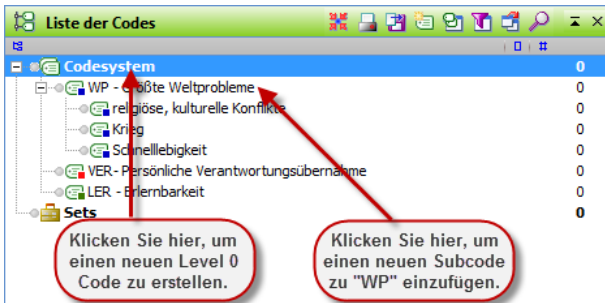 Liste der Codes
Codesystem 0
WP - Größte Weltprobleme 0
religiöse, kulturelle Konflikte 0
Krieg 0
Schnelllebigkeit 0
VER - Persönliche Verantwortungsübernahme 0
LER - Erlernbarkeit 0
Sets 0
Klicken Sie hier, um
einen neuen Level 0
Code zu erstellen.
Klicken Sie hier, um
einen neuen Subcode
zu "WP" einzufügen.